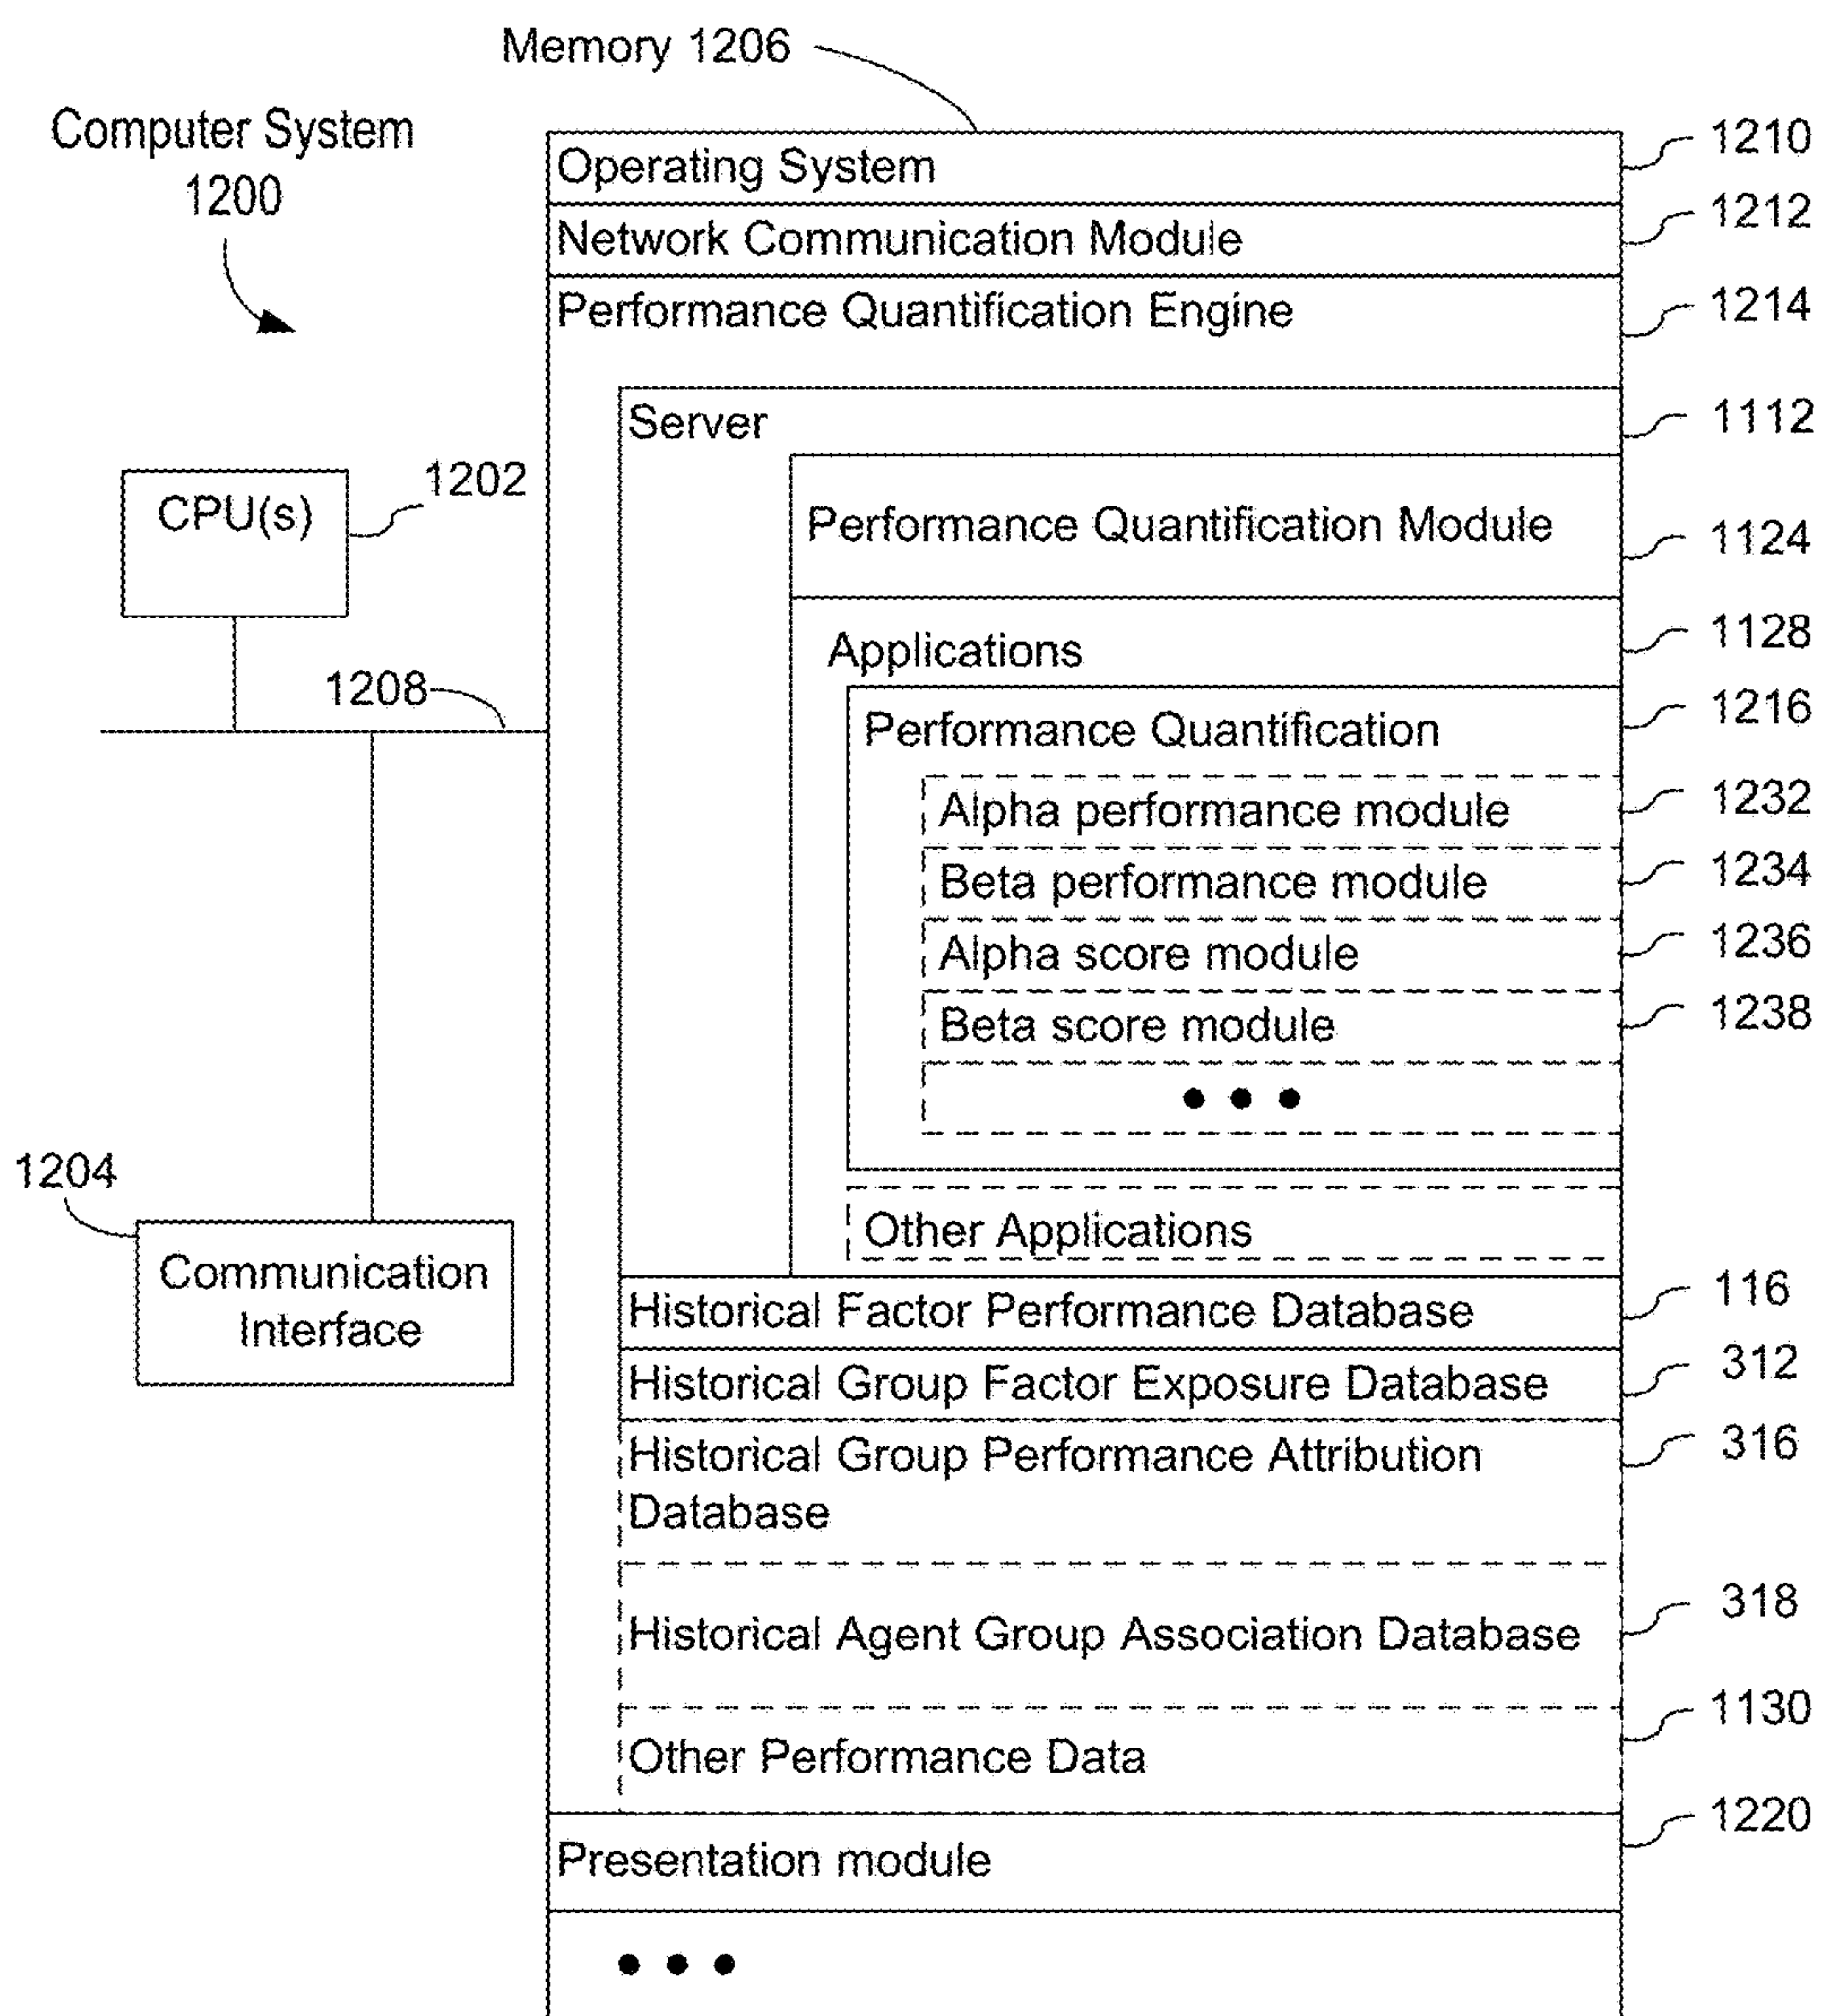 Memory 1206
Computer System
1200
Operating System
1210
Network Communication Module
1212
Performance Quantification Engine
1214
Server
1112
CPU(s)
1202
Performance Quantification Module
1124
Applications
1128
1208
Performance Quantification
1216
Alpha performance module
1232
Beta performance module
1234
Alpha score module
1236
Beta score module
1238
• • •
1204
Communication
Interface
Other Applications
Historical Factor Performance Database
116
Historical Group Factor Exposure Database
312
Historical Group Performance Attribution
Database
316
Historical Agent Group Association Database
318
Other Performance Data
1130
Presentation module
1220
• • •